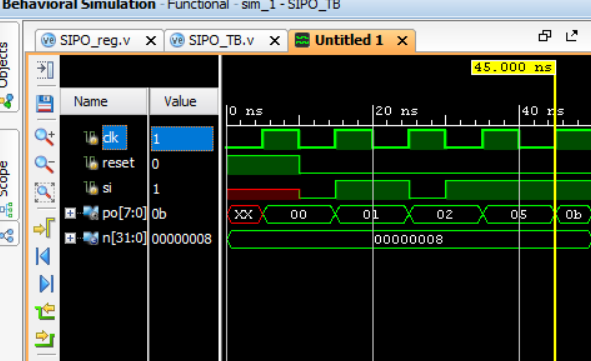 Behavioral Simulation - Functional - sim_1 - SIPO_TB
SIPO_reg.v
SIPO_TB.v
Untitled 1
Objects
Scope
45.000 ns
Name Value
0 ns 20 ns 40 ns
clk 1
reset 0
si 1
po[7:0] 0b XX 00 01 02 05 0b
n[31:0] 00000008 00000008